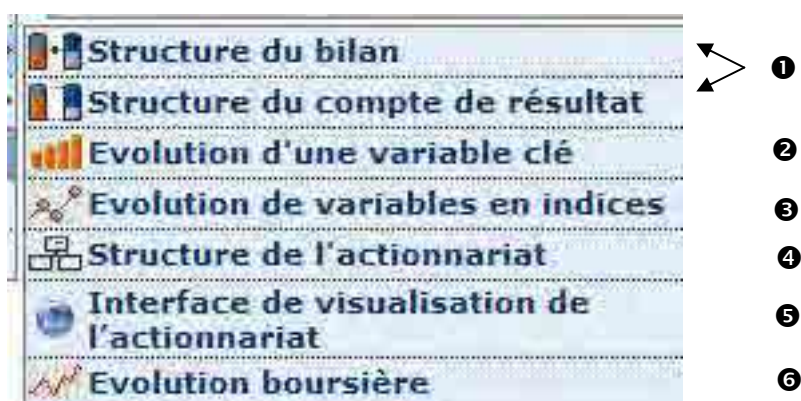 Structure du bilan
❶
Structure du compte de résultat
Evolution d'une variable clé ❷
Evolution de variables en indices ❸
Structure de l'actionnariat ❹
Interface de visualisation de
l'actionnariat ❺
Evolution boursière ❻